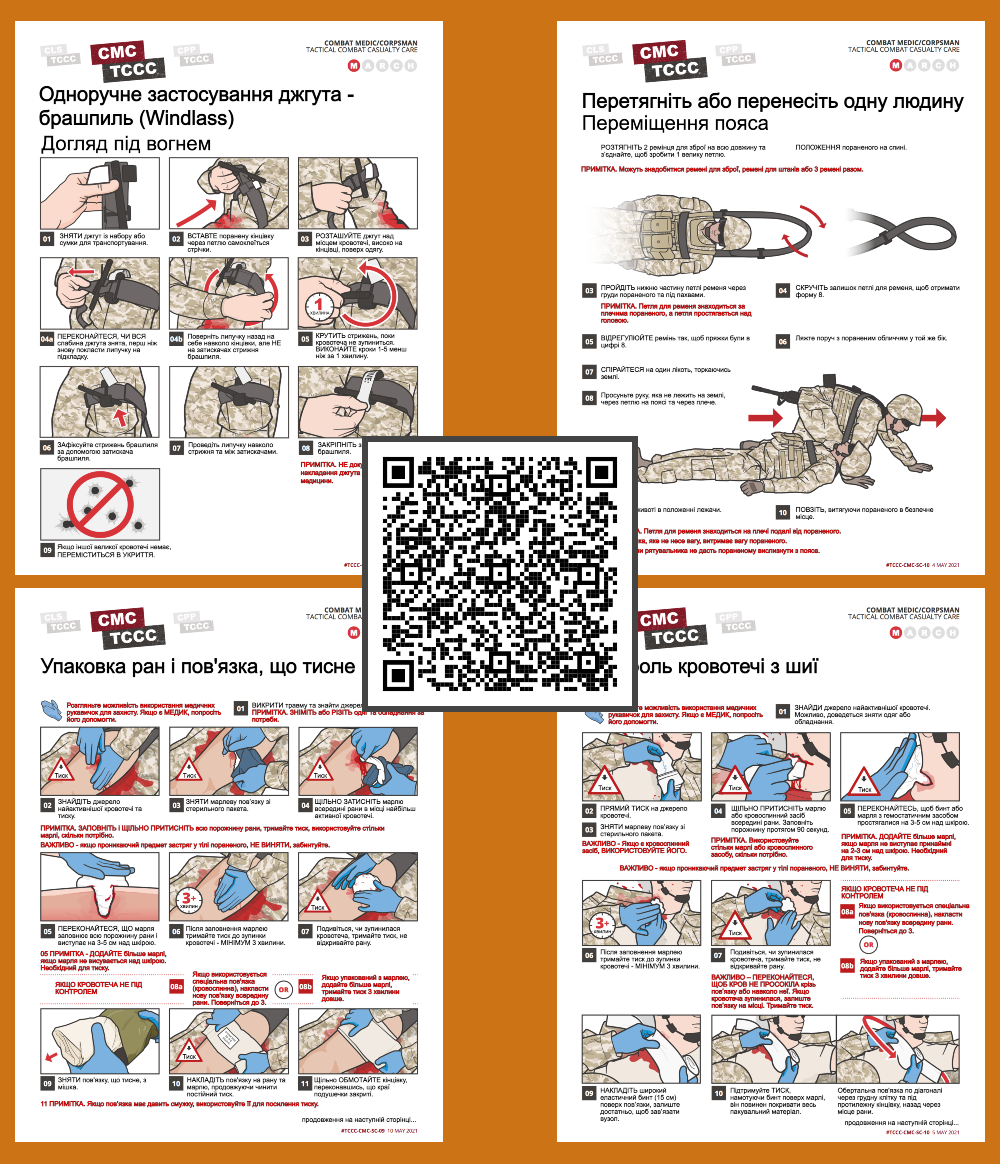 CLS
TCCC
CMC
TCCC
CPP
TCCC
COMBAT MEDIC/CORPSMAN
TACTICAL COMBAT CASUALTY CARE
M A R C H
Одноручне застосування джгута -
брашпиль (Windlass)
Догляд під вогнем
01 ЗНЯТИ джгут із набору або
сумки для транспортування.
02 ВСТАВТЕ поранену кінцівку
через петлю самоклеїться
стрічки.
03 РОЗТАШУЙТЕ джгут над
місцем кровотечі, високо на
кінцівці, поверх одягу.
1
ХВИЛИНА
04a ПЕРЕКОНАЙТЕСЯ, ЧИ ВСЯ
слабина джгута знята, перш ніж
знову покласти липучку на
підкладку.
04b Поверніть липучку назад на
себе навколо кінцівки, але НЕ
на затискачах стрижня
брашпиля.
05 КРУТИТЬ стрижень, поки
кровотеча не зупиниться.
ВИКОНАЙТЕ кроки 1-5 менш
ніж за 1 хвилину.
06 ЗАфіксуйте стрижень брашпиля
за допомогою затискача
брашпиля.
07 Проведіть липучку навколо
стрижня та між затискачами.
08 ЗАКРІПНІТЬ
брашпиля.
ПРИМІТКА. НЕ
накладення джгута
медицини.
09 Якщо іншої великої кровотечі немає,
ПЕРЕМІСТИТЬСЯ В УКРИТТЯ.
#TCCC-
CLS
TCCC
CMC
TCCC
CPP
TCCC
COMBAT MEDIC/CORPSMAN
TACTICAL COMBAT CASUALTY CARE
M A R C H
Перетягніть або перенесіть одну людину
Переміщення пояса
РОЗТЯГНІТЬ 2 ремінця для зброї на всю довжину та
з'єднайте, щоб зробити 1 велику петлю.
ПОЛОЖЕННЯ пораненого на спині.
ПРИМІТКА. Можуть знадобитися ремені для зброї, ремені для штанів або 3 ремені разом.
03 ПРОЙДІТЬ нижню частину петлі ременя через
груди пораненого та під пахвами.
ПРИМІТКА. Петля для ременя знаходиться за
плечима пораненого, а петля простягається над
головою.
04 СКРУЧІТЬ залишок петлі для ременя, щоб отримати
форму 8.
05 ВІДРЕГУЛЮЙТЕ ремінь так, щоб пряжки були в
цифрі 8.
06 Ляжте поруч з пораненим обличчям у той же бік.
07 СПІРАЙТЕСЯ на один лікоть, торкаючись
землі.
08 Просуньте руку, яка не лежить на землі,
через петлю на поясі та через плече.
животі в положенні лежачи.
10 ПОВЗІТЬ, витягуючи пораненого в безпечне
місце.
Петля для ременя знаходиться на плечі подалі від пораненого.
яке не несе вагу, витримає вагу пораненого.
рятувальника не дасть пораненому вислизнути з пояса.
#TCCC-CMC-SC-10 4 MAY 2021
CLS
TCCC
CMC
TCCC
CPP
TCCC
COMBAT M
TACTICAL COMBA
M
Упаковка ран і пов'язка, що тисне
Розгляньте можливість використання медичних
рукавичок для захисту. Якщо є МЕДИК, попросіть
його допомогти.
01 ВИКРИТИ травму та знайти
ПРИМІТКА. ЗНІМІТЬ або РІЗІТЬ одяг та обладнання за
потреби.
Тиск
Тиск
Тиск
02 ЗНАЙДІТЬ джерело
найактивнішої кровотечі та
тиску.
03 ЗНЯТИ марлеву пов'язку зі
стерильного пакета.
04 ЩІЛЬНО ЗАТИСНІТЬ марлю
всередині рани в місці найбільш
активної кровотечі.
ПРИМІТКА. ЗАПОВНІТЬ І ЩІЛЬНО ПРИТИСНІТЬ всю порожнину рани, тримайте тиск, використовуйте стільки
марлі, скільки потрібно.
ВАЖЛИВО - якщо проникаючий предмет застряг у тілі пораненого, НЕ ВИНЯТИ, забинтуйте.
3+
ХВИЛИН
Тиск
05 ПЕРЕКОНАЙТЕСЯ, ЩО марля
заповнює всю порожнину рани і
виступає на 3-5 см над шкірою.
06 Після заповнення марлею
тримайте тиск до зупинки
кровотечі - МІНІМУМ 3 хвилини.
07 Подивіться, чи зупинилася
кровотеча, тримайте тиск, не
відкривайте рану.
05 ПРИМІТКА - ДОДАЙТЕ більше марлі,
якщо марля не висувається над шкірою.
Необхідний для тиску.
ЯКЩО КРОВОТЕЧА НЕ ПІД
КОНТРОЛЕМ
08a Якщо використовується
спеціальна пов'язка
(кровоспинна), накласти
нову пов'язку всередину
рани. Поверніться до 3.
OR
08b Якщо упакований з марлею,
додайте більше марлі,
тримайте тиск 3 хвилини
довше.
Тиск
09 ЗНЯТИ пов'язку, що тисне, з
мішка.
10 НАКЛАДІТЬ пов'язку на рану та
марлю, продовжуючи чинити
постійний тиск.
11 Щільно ОБМОТАЙТЕ кінцівку,
переконавшись, що краї
подушечки закриті.
11 ПРИМІТКА. Якщо пов'язка має давить смужку, використовуйте її для посилення тиску.
продовження на наступній сторінці...
#TCCC-CMC-SC-09 10 MAY 2021
CMC
TCCC
CPP
TCCC
COMBAT MEDIC/CORPSMAN
TACTICAL COMBAT CASUALTY CARE
M A R C H
роль кровотечі з шиї
можливість використання медичних
рукавичок для захисту. Якщо є МЕДИК, попросіть
його допомогти.
01 ЗНАЙДИ джерело найактивнішої кровотечі.
Можливо, доведеться зняти одяг або
обладнання.
Тиск
Тиск
Тиск
02 ПРЯМИЙ ТИСК на джерело
кровотечі.
03 ЗНЯТИ марлеву пов'язку зі
стерильного пакета.
ВАЖЛИВО - Якщо є кровоспинний
засіб, ВИКОРИСТОВУЙТЕ ЙОГО.
04 ЩІЛЬНО ПРИТИСНІТЬ марлю
або кровоспинний засіб
всередині рани. Заповніть
порожнину протягом 90 секунд.
ПРИМІТКА. Використовуйте
стільки марлі або кровоспинного
засобу, скільки потрібно.
05 ПЕРЕКОНАЙТЕСЬ, щоб бинт або
марля з гемостатичним засобом
простягалися на 3-5 см над шкірою.
ПРИМІТКА. ДОДАЙТЕ більше марлі,
якщо марля не виступає принаймні
на 2-3 см над шкірою. Необхідний
для тиску.
ВАЖЛИВО - якщо проникаючий предмет застряг у тілі пораненого, НЕ ВИНЯТИ, забинтуйте.
3+
ХВИЛИН
Тиск
06 Після заповнення марлею
тримайте тиск до зупинки
кровотечі - МІНІМУМ 3 хвилини.
07 Подивіться, чи зупинилася
кровотеча, тримайте тиск, не
відкривайте рану.
ВАЖЛИВО – ПЕРЕКОНАЙТЕСЯ,
ЩОБ КРОВ НЕ ПРОСОКІЛА крізь
пов'язку або навколо неї. Якщо
кровотеча зупинилася, залиште
пов'язку на місці. Тримайте тиск.
ЯКЩО КРОВОТЕЧА НЕ ПІД
КОНТРОЛЕМ
08a Якщо використовується спеціальна
пов'язка (кровоспинна), накласти
нову пов'язку всередину рани.
Поверніться до 3.
OR
08b Якщо упакований з марлею,
додайте більше марлі, тримайте
тиск 3 хвилини довше.
09 НАКЛАДІТЬ широкий
еластичний бинт (15 см)
поверх пов'язки, залиште
достатньо, щоб зав'язати
вузол.
10 Підтримуйте ТИСК,
намотуючи бинт поверх марлі,
він повинен покривати весь
пакувальний матеріал.
Обертальна пов'язка по діагоналі
через грудну клітку та під
протилежну кінцівку, назад через
місце рани.
продовження на наступній сторінці...
#TCCC-CMC-SC-10 5 MAY 2021